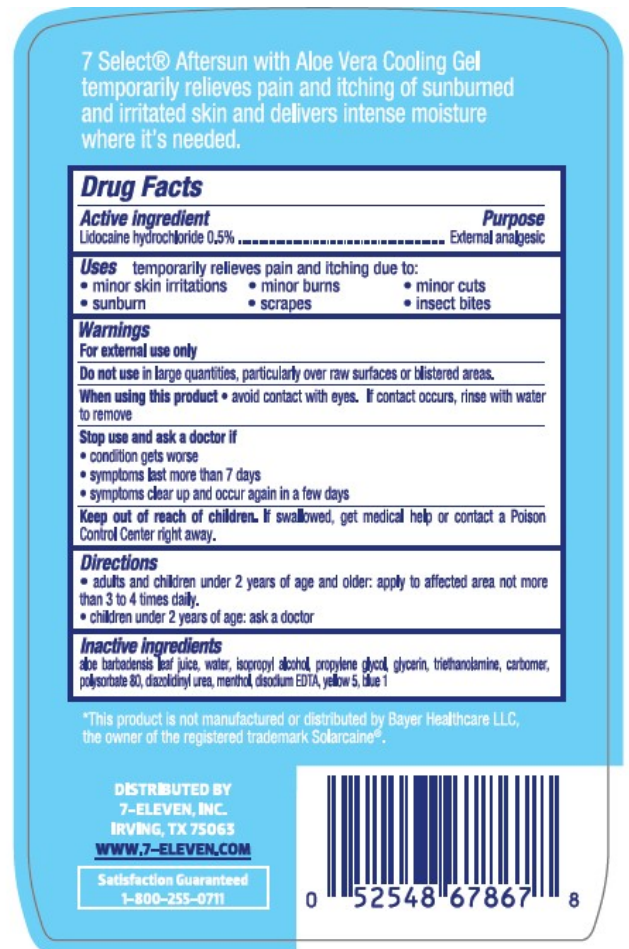 7 Select® Aftersun with Aloe Vera Cooling Gel
temporarily relieves pain and itching of sunburned
and irritated skin and delivers intense moisture
where it's needed.
Drug Facts
Active ingredient Purpose
Lidocaine hydrochloride 0.5% External analgesic
Uses temporarily relieves pain and itching due to:
• minor skin irritations • minor burns • minor cuts
• sunburn • scrapes • insect bites
Warnings
For external use only
Do not use in large quantities, particularly over raw surfaces or blistered areas.
When using this product • avoid contact with eyes. If contact occurs, rinse with water
to remove
Stop use and ask a doctor if
• condition gets worse
• symptoms last more than 7 days
• symptoms clear up and occur again in a few days
Keep out of reach of children. If swallowed, get medical help or contact a Poison
Control Center right away.
Directions
• adults and children under 2 years of age and older: apply to affected area not more
than 3 to 4 times daily.
• children under 2 years of age: ask a doctor
Inactive ingredients
aloe barbadensis leaf juice, water, isopropyl alcohol, propylene glycol, glycerin, triethanolamine, carbomer,
polysorbate 80, diazolidinyl urea, menthol, disodium EDTA, yellow 5, blue 1
*This product is not manufactured or distributed by Bayer Healthcare LLC,
the owner of the registered trademark Solarcaine®.
DISTRIBUTED BY
7-ELEVEN, INC.
IRVING, TX 75063
WWW.7-ELEVEN.COM
Satisfaction Guaranteed
1-800-255-0711
0 52548 67867 8